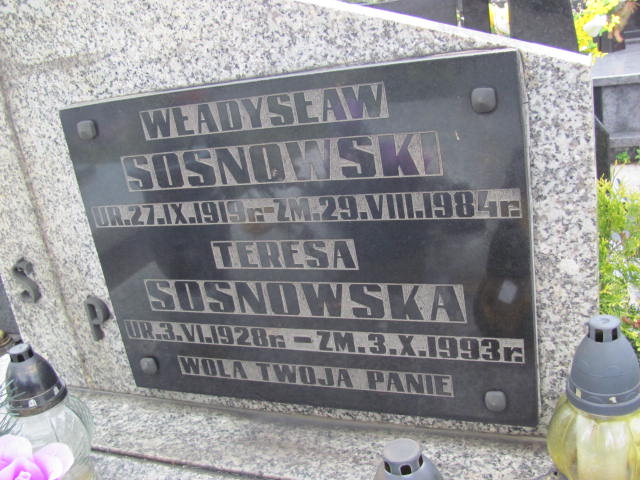 WŁADYSŁAW
SOSNOWSKI
UR.27.IX.1919r.-ZM.29.VIII.1984r.
TERESA
SOSNOWSKA
UR.3.VI.1928r. – ZM.3.X.1993r.
WOLA TWOJA PANIE
S P